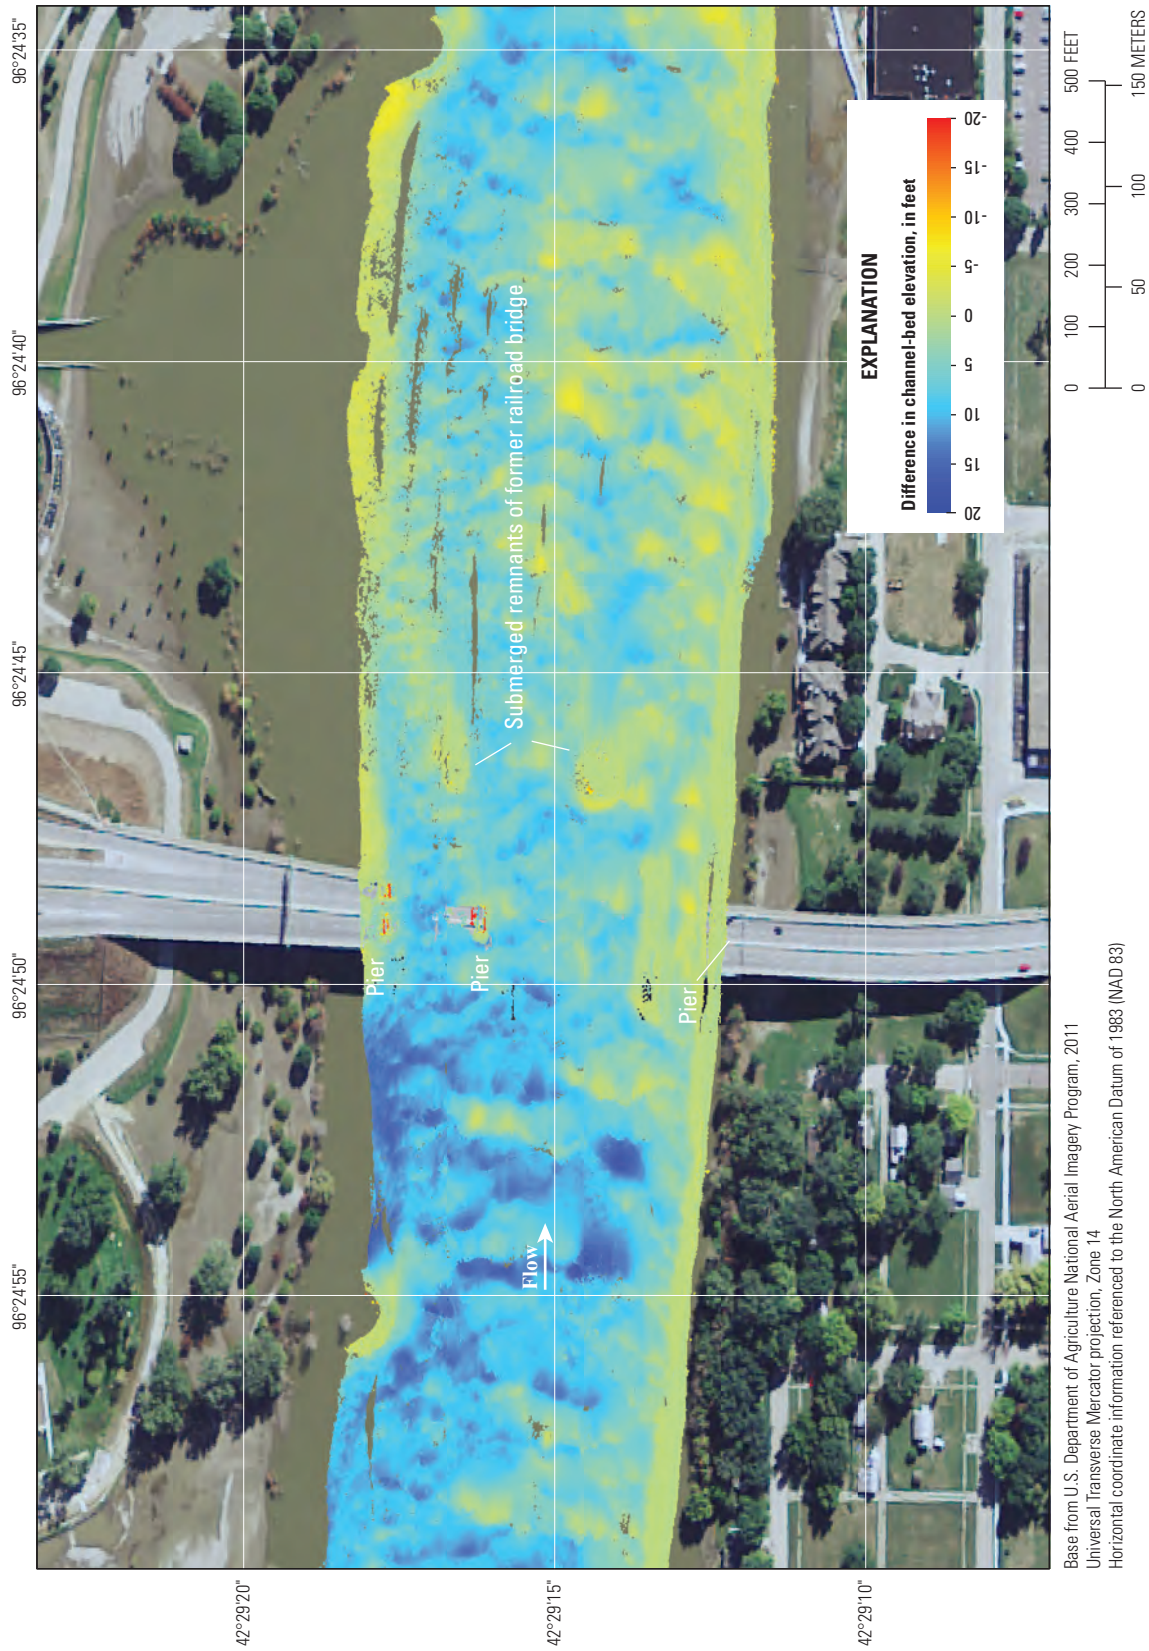 96°24'55"
96°24'50"
96°24'45"
96°24'40"
96°24'35"
42°29'20"
42°29'15"
42°29'10"
Pier
Pier
Pier
Submerged remnants of former railroad bridge
Flow
EXPLANATION
Difference in channel-bed elevation, in feet
20 15 10 5 0 -5 -10 -15 -20
Base from U.S. Department of Agriculture National Aerial Imagery Program, 2011
Universal Transverse Mercator projection, Zone 14
Horizontal coordinate information referenced to the North American Datum of 1983 (NAD 83)
0 100 200 300 400 500 FEET
0 50 100 150 METERS